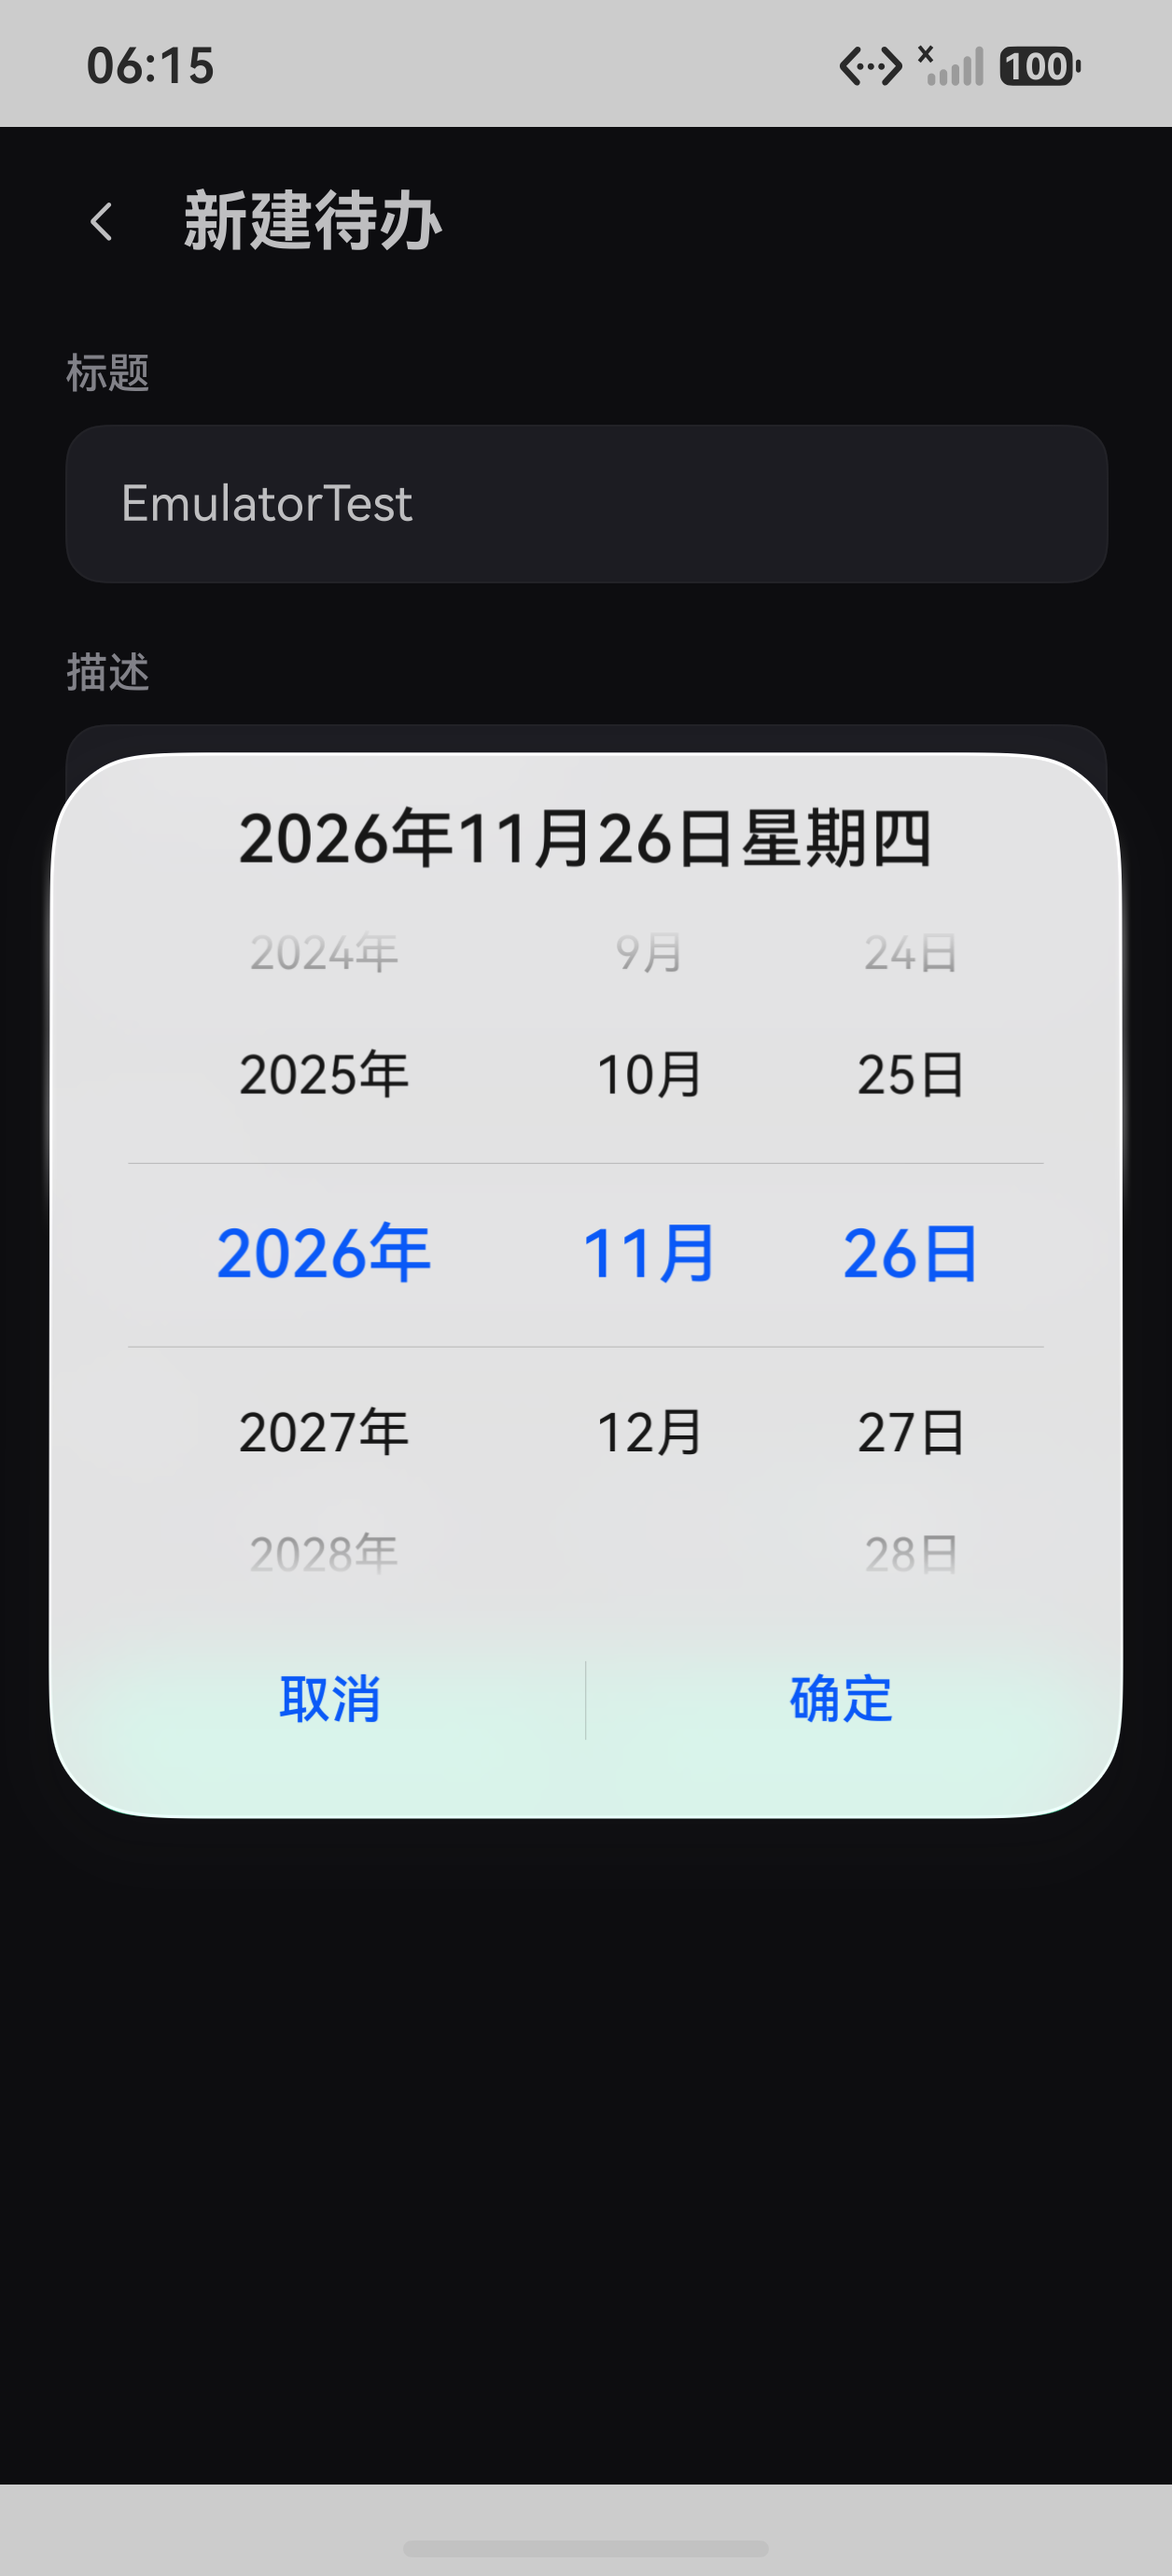 06:15
100
新建待办
标题
EmulatorTest
描述
2026年11月26日星期四
2024年 9月 24日
2025年 10月 25日
2026年 11月 26日
2027年 12月 27日
2028年 28日
取消 确定